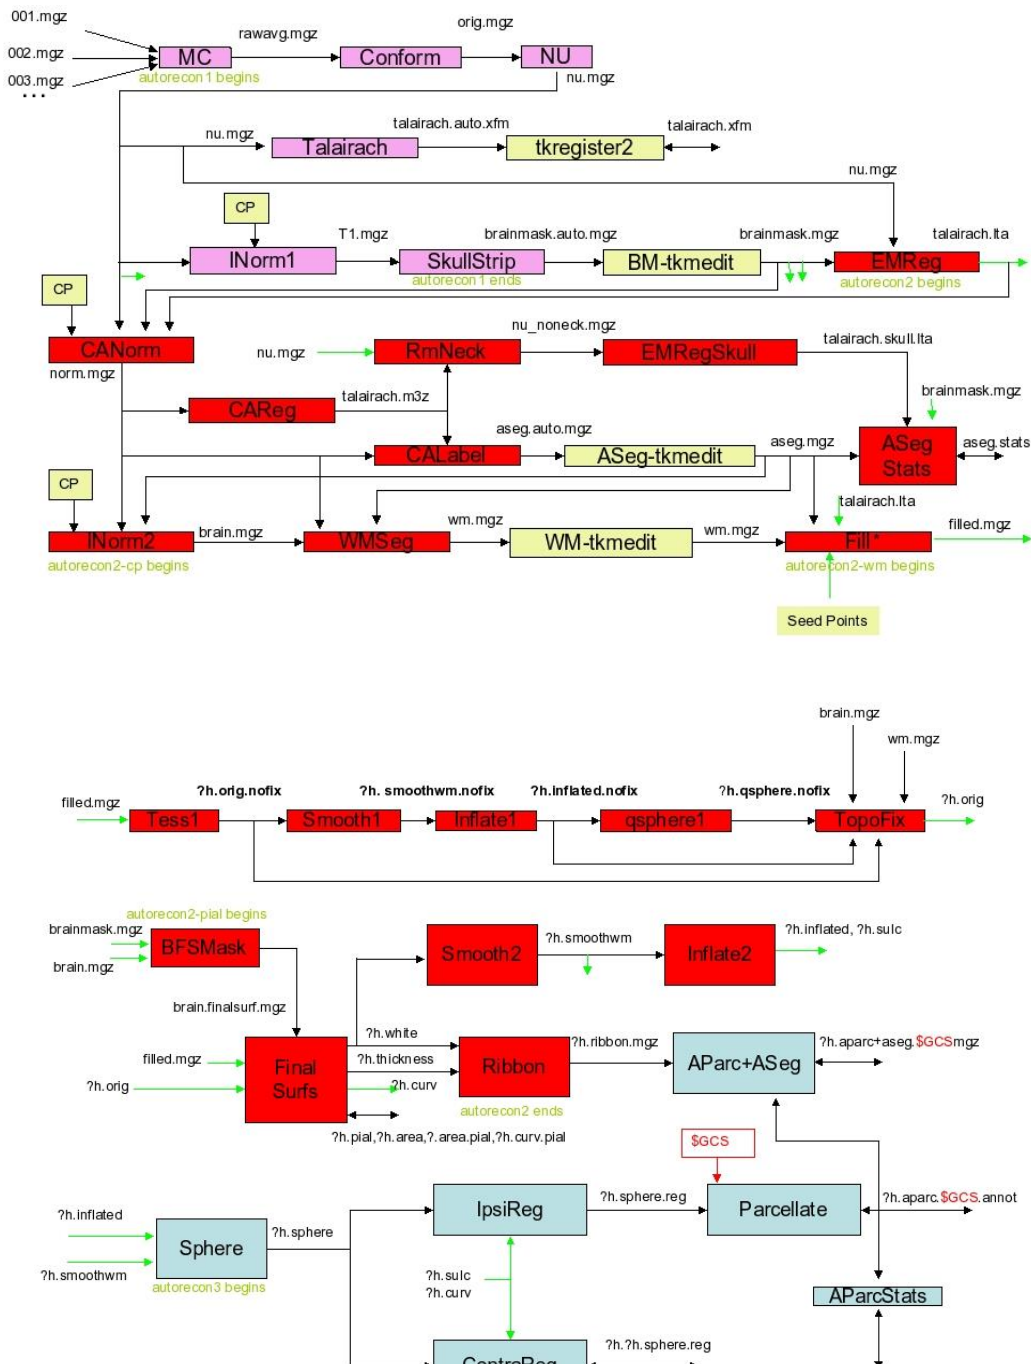 001.mgz
002.mgz
003.mgz
...
MC
autorecon1 begins
rawavg.mgz
Conform
orig.mgz
NU
nu.mgz
nu.mgz
Talairach
talairach.auto.xfm
tkregister2
talairach.xfm
nu.mgz
CP
INorm1
T1.mgz
SkullStrip
autorecon1 ends
brainmask.auto.mgz
BM-tkmedit
brainmask.mgz
EMReg
autorecon2 begins
talairach.lta
CP
CANorm
norm.mgz
nu.mgz
RmNeck
nu_noneck.mgz
EMRegSkull
talairach.skull.lta
brainmask.mgz
CAReg
talairach.m3z
CALabel
aseg.auto.mgz
ASeg-tkmedit
aseg.mgz
ASeg
Stats
aseg.stats
CP
INorm2
autorecon2-cp begins
brain.mgz
WMSeg
wm.mgz
WM-tkmedit
wm.mgz
talairach.lta
Fill*
autorecon2-wm begins
filled.mgz
Seed Points
brain.mgz
wm.mgz
filled.mgz
Tess1
?h.orig.nofix
Smooth1
?h. smoothwm.nofix
Inflate1
?h.inflated.nofix
qsphere1
?h.qsphere.nofix
TopoFix
?h.orig
autorecon2-pial begins
brainmask.mgz
brain.mgz
BFSMask
brain.finalsurf.mgz
Smooth2
?h.smoothwm
Inflate2
?h.inflated, ?h.sulc
filled.mgz
?h.orig
Final
Surfs
?h.white
?h.thickness
?h.curv
?h.pial,?h.area,?.area.pial,?h.curv.pial
Ribbon
autorecon2 ends
?h.ribbon.mgz
AParc+ASeg
?h.aparc+aseg.$GCSmgz
$GCS
?h.inflated
?h.smoothwm
Sphere
autorecon3 begins
?h.sphere
IpsiReg
?h.sphere.reg
Parcellate
?h.aparc.$GCS.annot
?h.sulc
?h.curv
AParcStats
ContraReg
?h.?h.sphere.reg